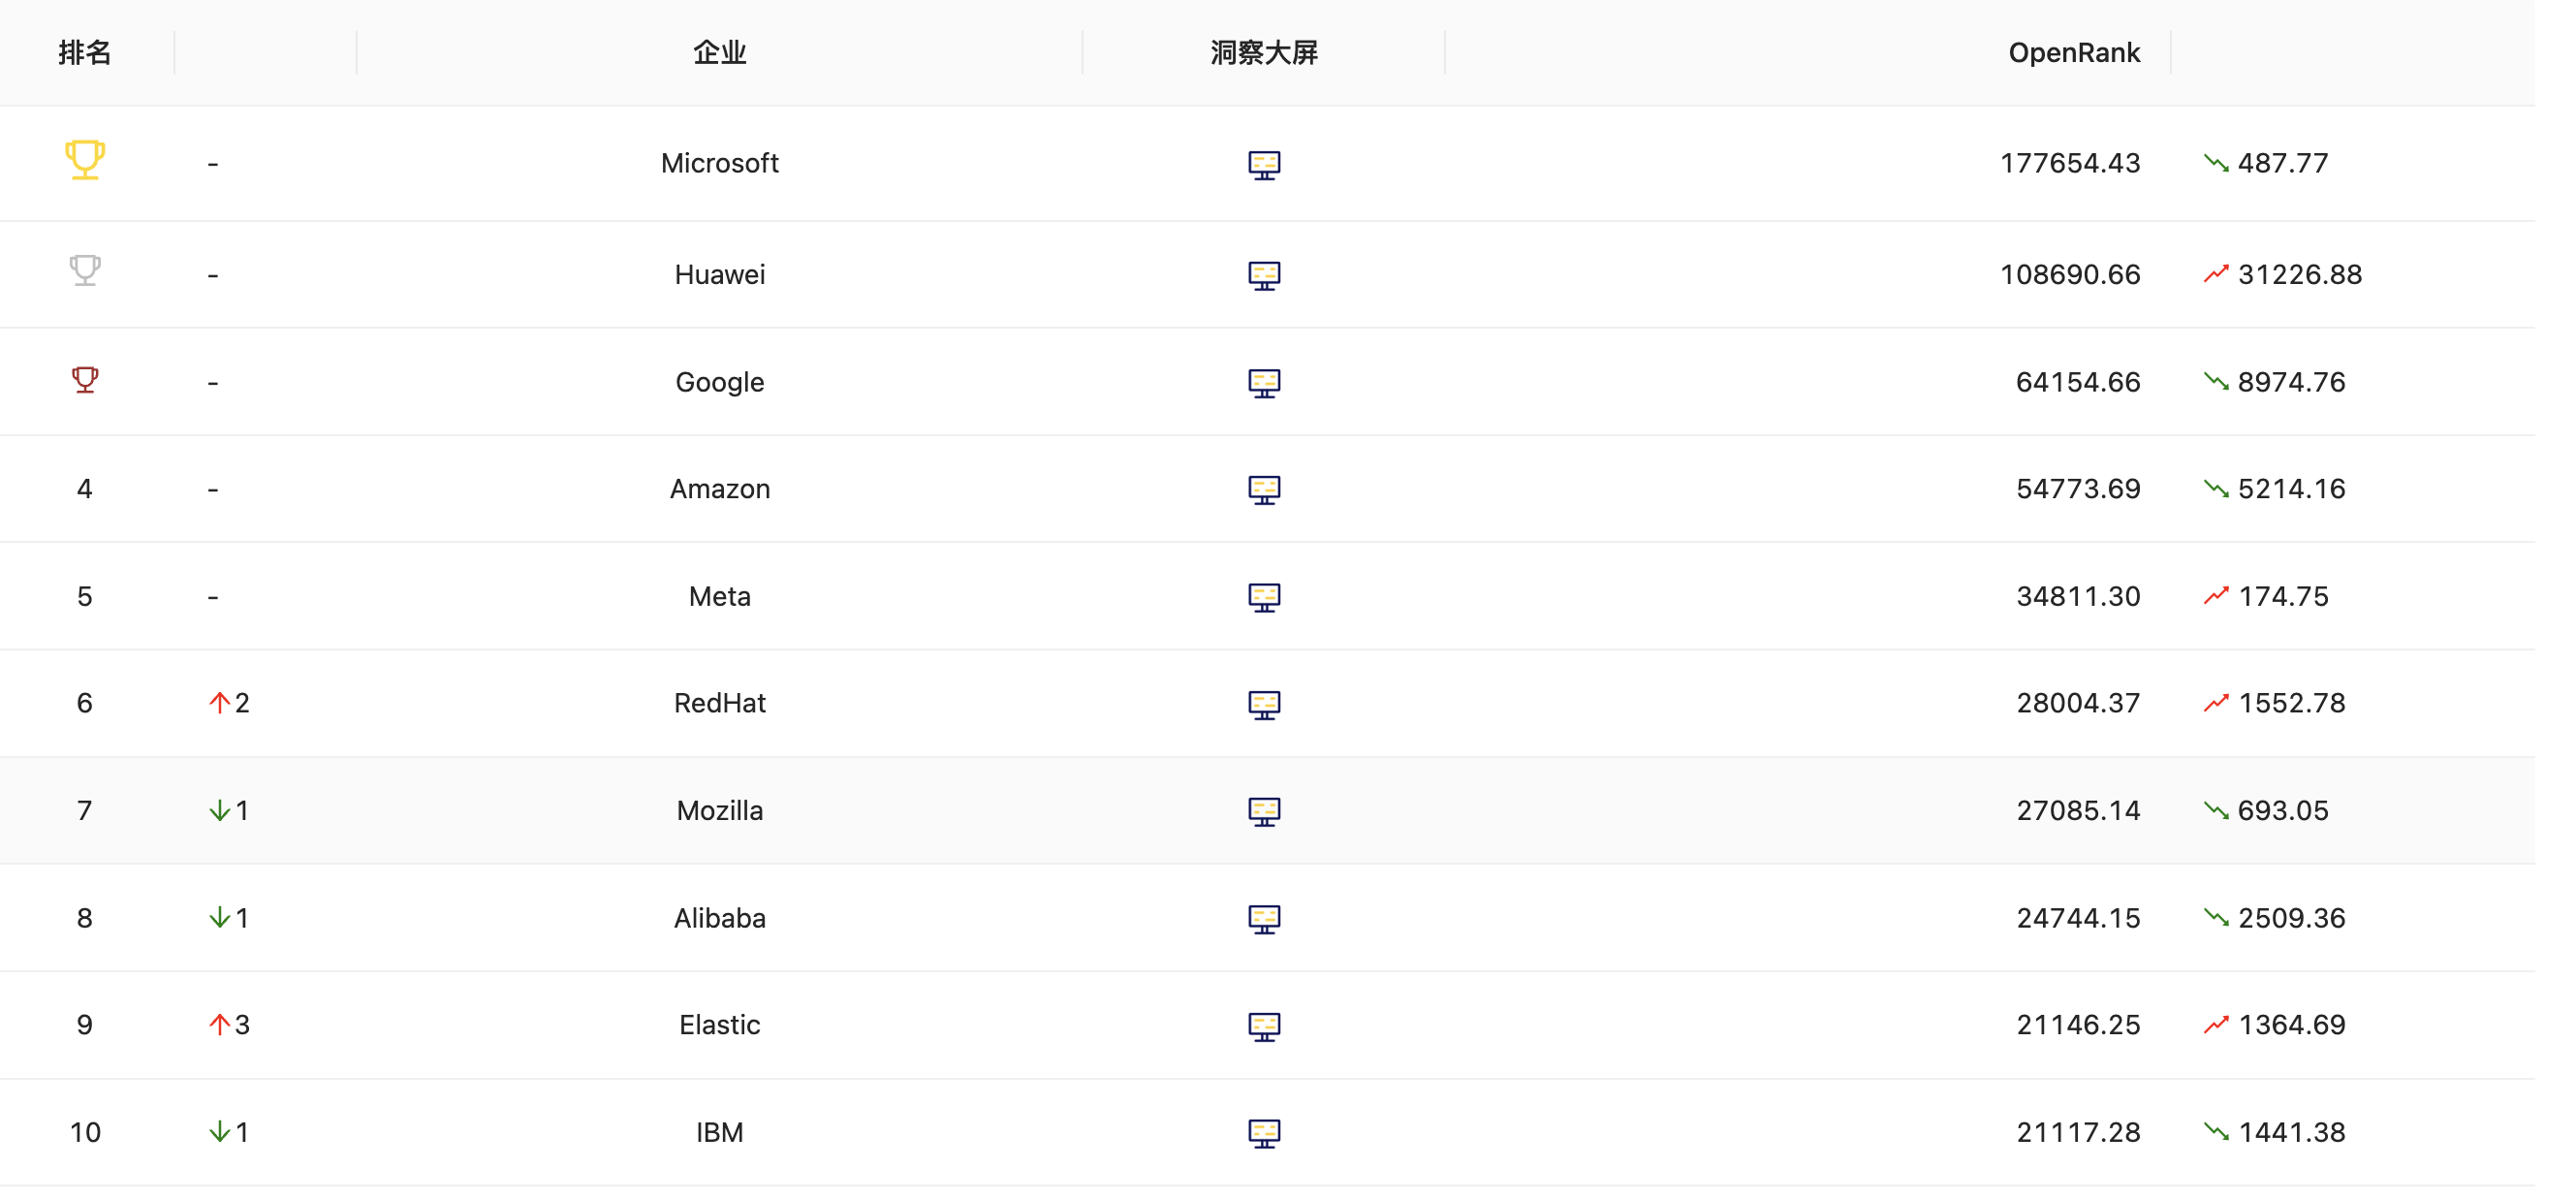 排名 企业 洞察大屏 OpenRank
- Microsoft 177654.43 487.77
- Huawei 108690.66 31226.88
- Google 64154.66 8974.76
4 - Amazon 54773.69 5214.16
5 - Meta 34811.30 174.75
6 2 RedHat 28004.37 1552.78
7 1 Mozilla 27085.14 693.05
8 1 Alibaba 24744.15 2509.36
9 3 Elastic 21146.25 1364.69
10 1 IBM 21117.28 1441.38